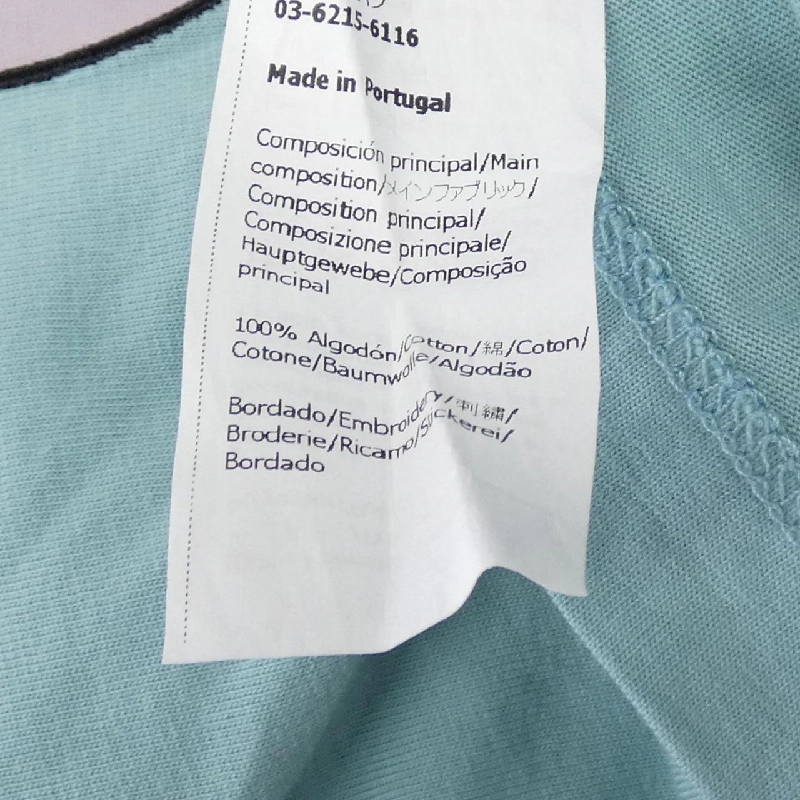 03-6215-6116
Made in Portugal
Composición principal/Main
composition/メインファブリック/
Composition principal/
Composizione principale/
Hauptgewebe/Composição
principal
100% Algodón/Cotton/綿/Coton/
Cotone/Baumwolle/Algodão
Bordado/Embroidery/刺繍/
Broderie/Ricamo/Stickerei/
Bordado